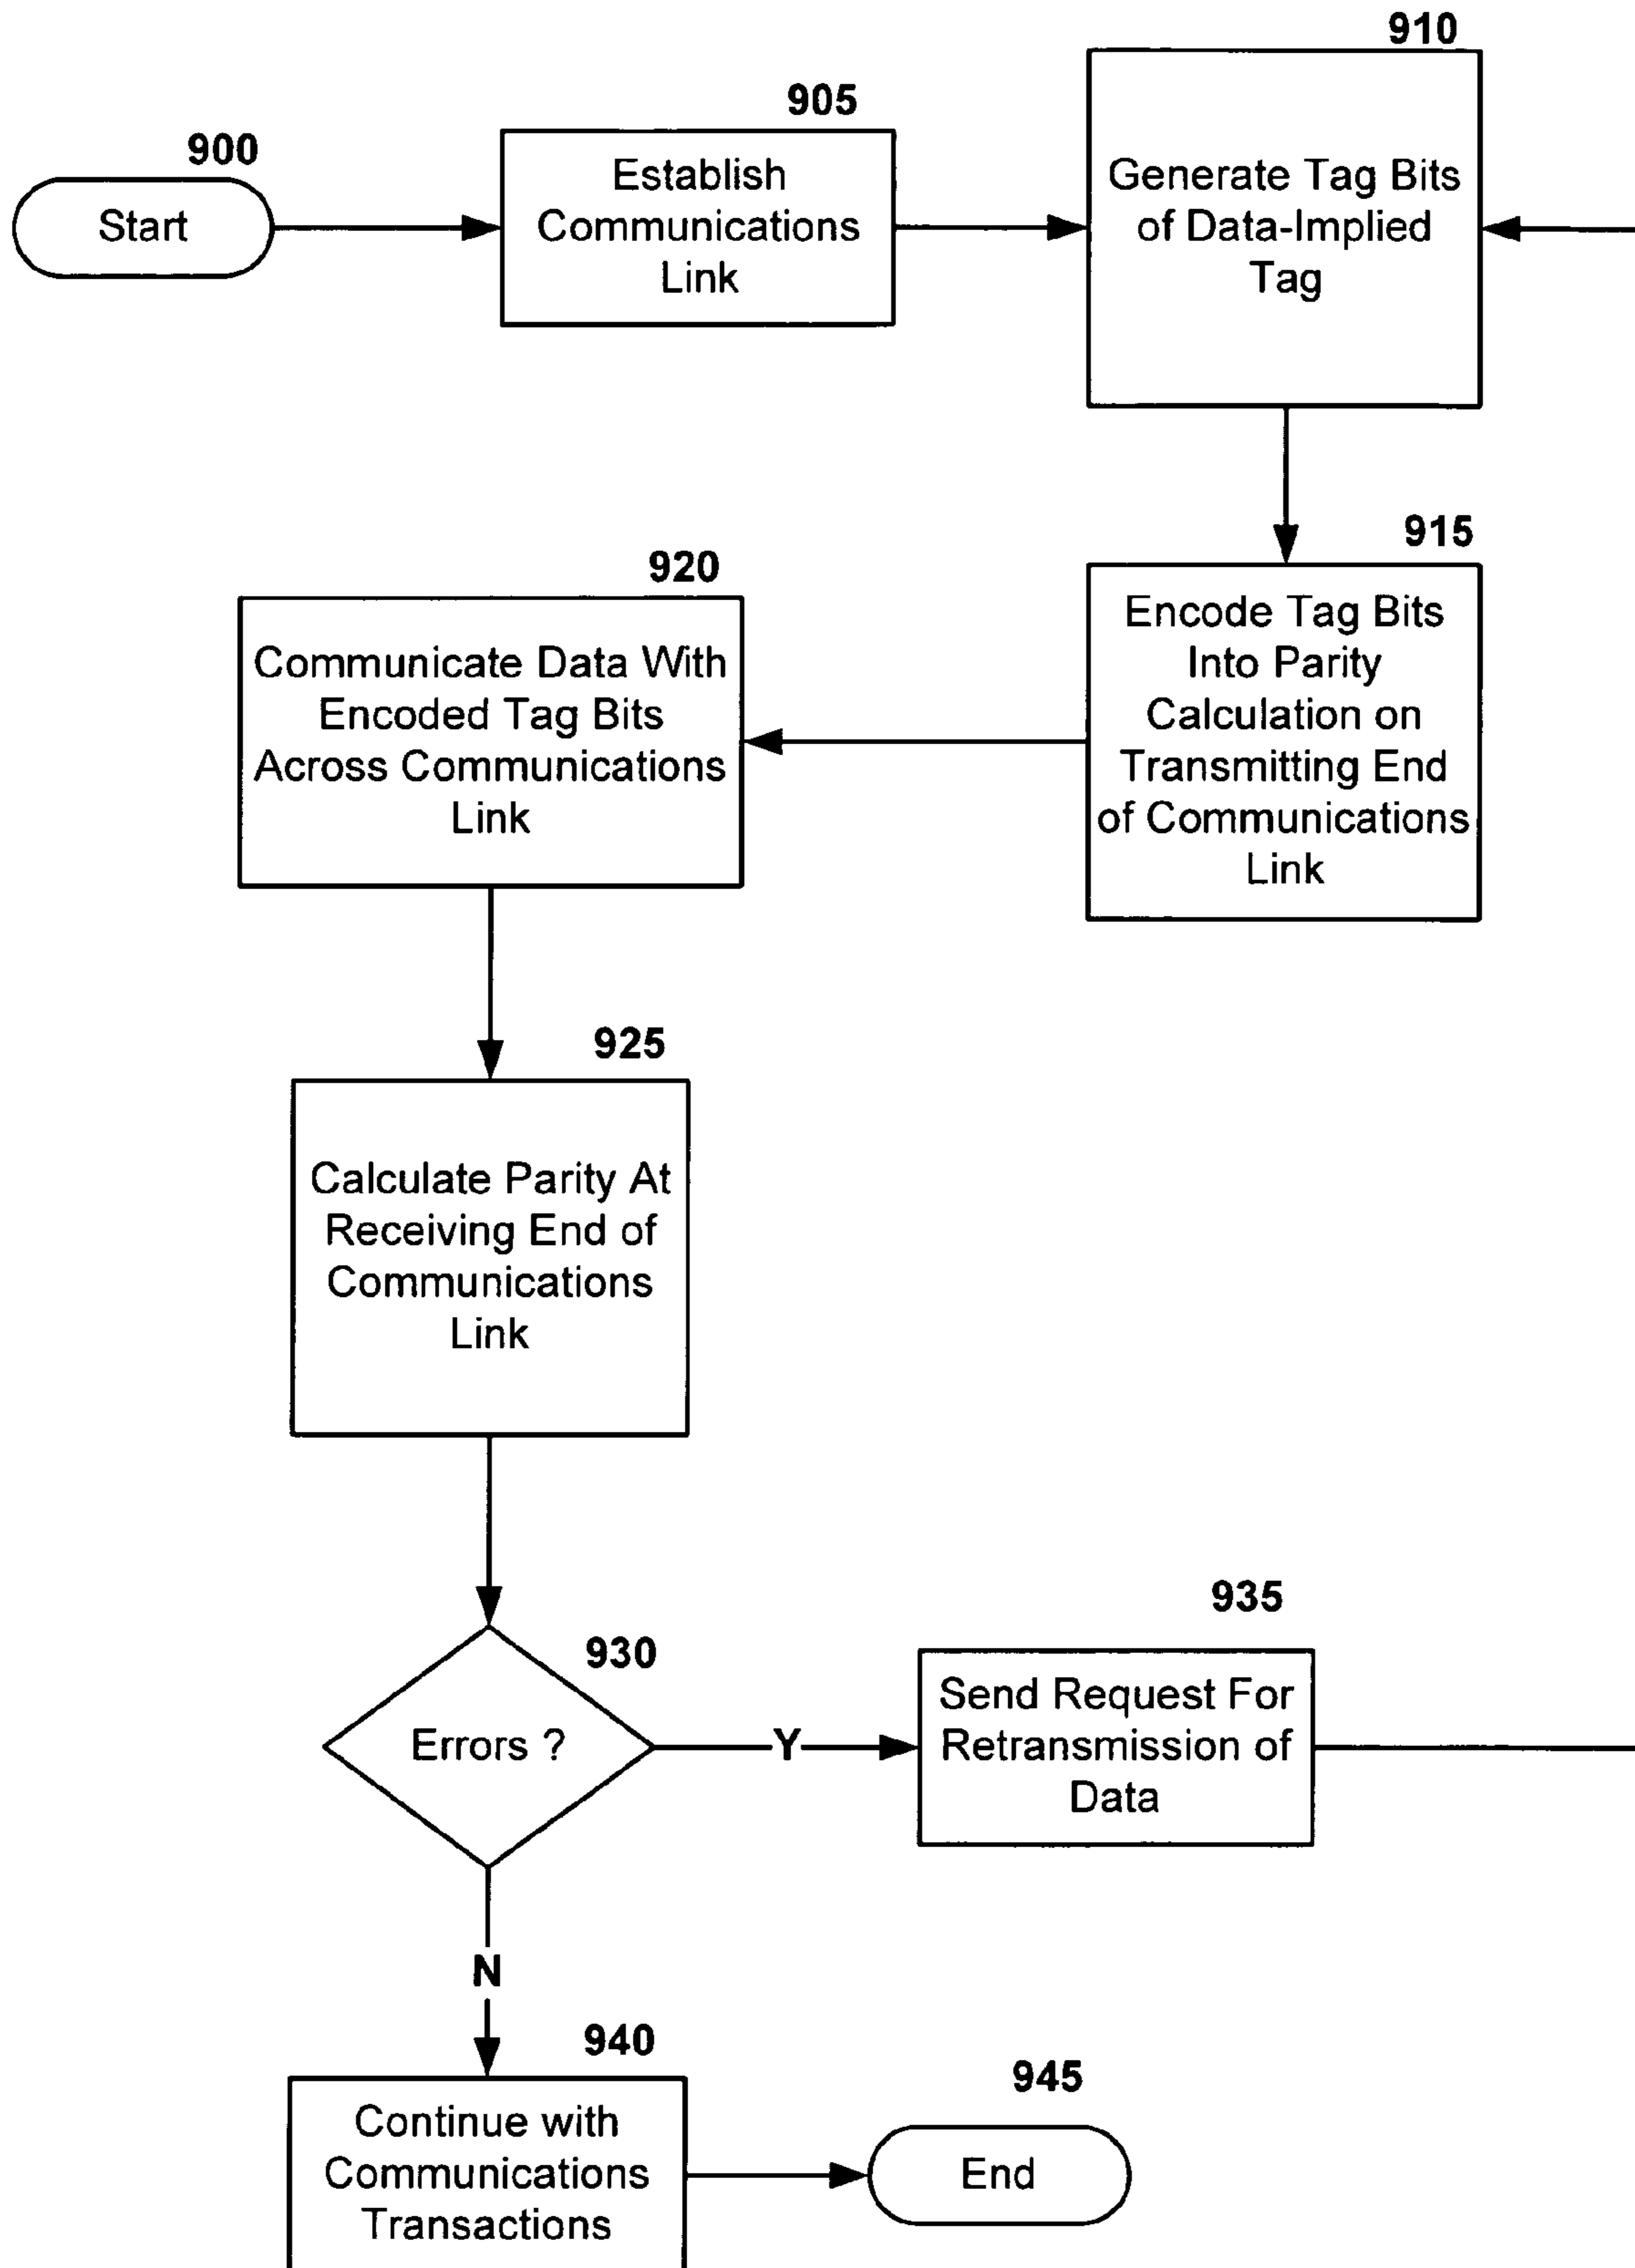 900
Start
905
Establish
Communications
Link
910
Generate Tag Bits
of Data-Implied
Tag
915
Encode Tag Bits
Into Parity
Calculation on
Transmitting End
of Communications
Link
920
Communicate Data With
Encoded Tag Bits
Across Communications
Link
925
Calculate Parity At
Receiving End of
Communications
Link
930
Errors ?
Y
935
Send Request For
Retransmission of
Data
N
940
Continue with
Communications
Transactions
945
End